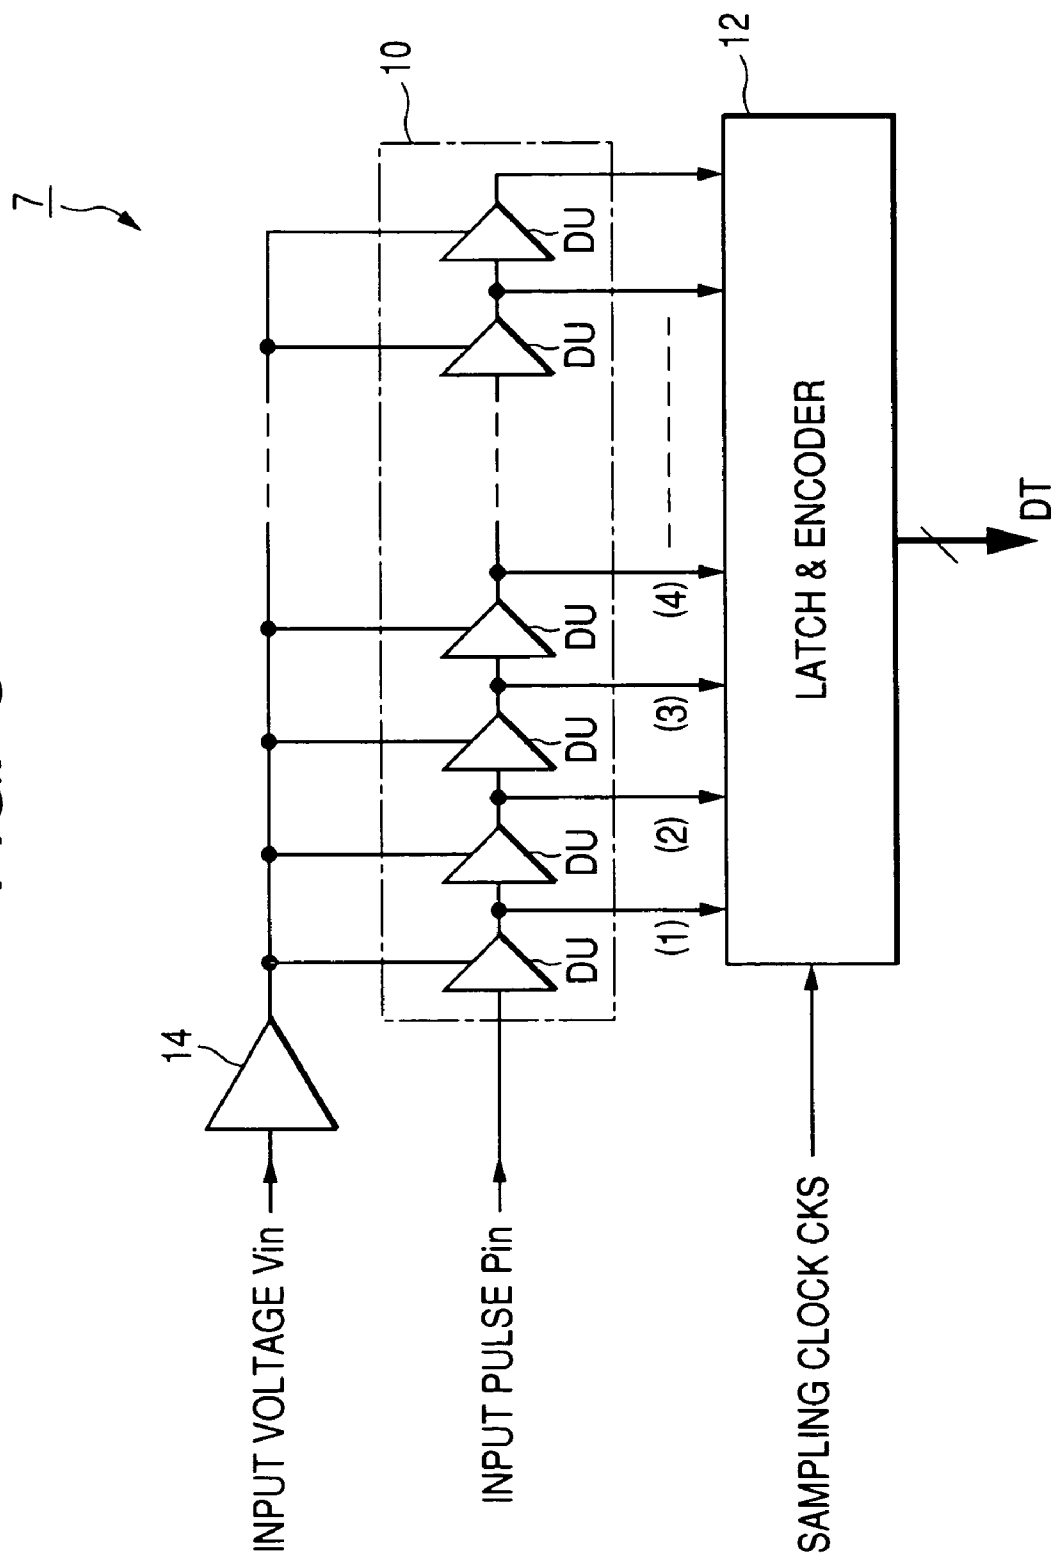 7
10
12
14
INPUT VOLTAGE Vin
INPUT PULSE Pin
DU
DU
DU
DU
DU
DU
(1)
(2)
(3)
(4)
LATCH & ENCODER
SAMPLING CLOCK CKS
DT